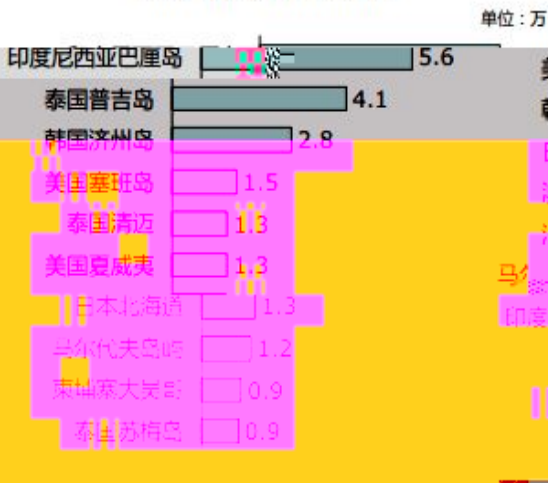 单位：万
印度尼西亚巴厘岛 5.6
泰国普吉岛 4.1
韩国济州岛 2.8
美国塞班岛 1.5
泰国清迈 1.3
美国夏威夷 1.3
日本北海道 1.3
马尔代夫岛屿 1.2
柬埔寨大吴哥 0.9
泰国苏梅岛 0.9
印度